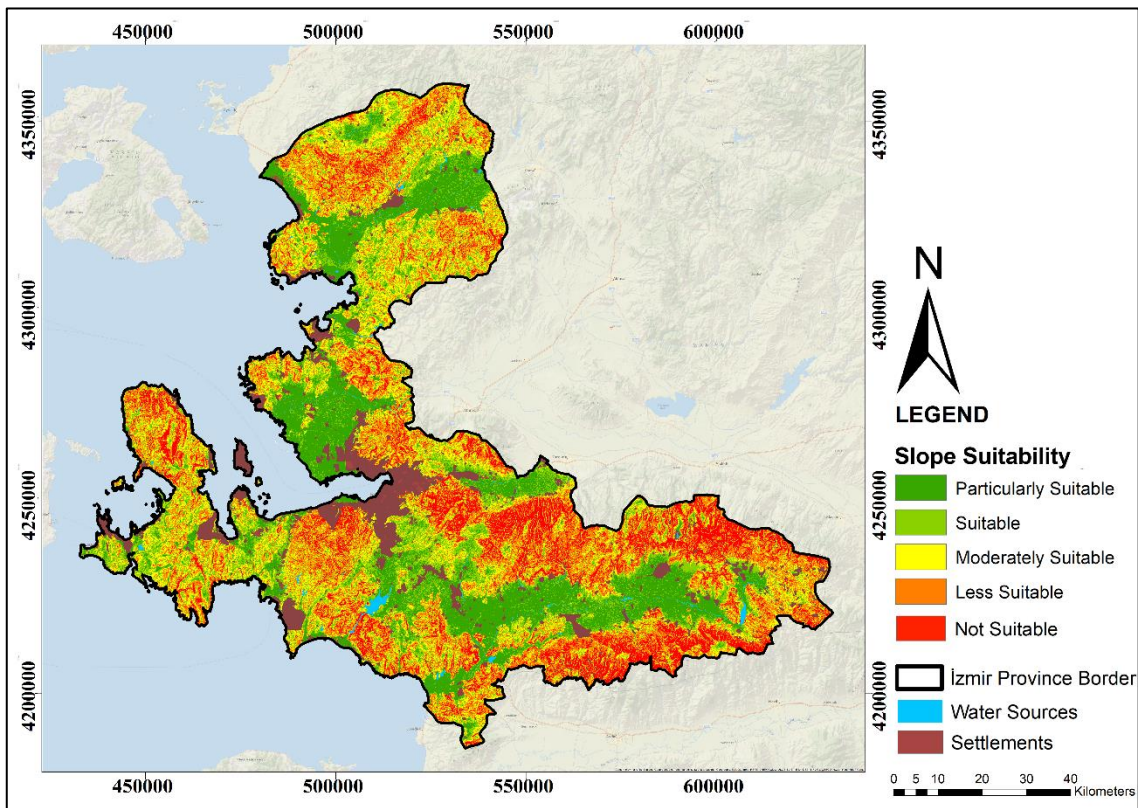 450000 500000 550000 600000
4350000 4350000
4300000 4300000
4250000 4250000
4200000 4200000
450000 500000 550000 600000
N
LEGEND
Slope Suitability
Particularly Suitable
Suitable
Moderately Suitable
Less Suitable
Not Suitable
İzmir Province Border
Water Sources
Settlements
0 5 10 20 30 40
Kilometers